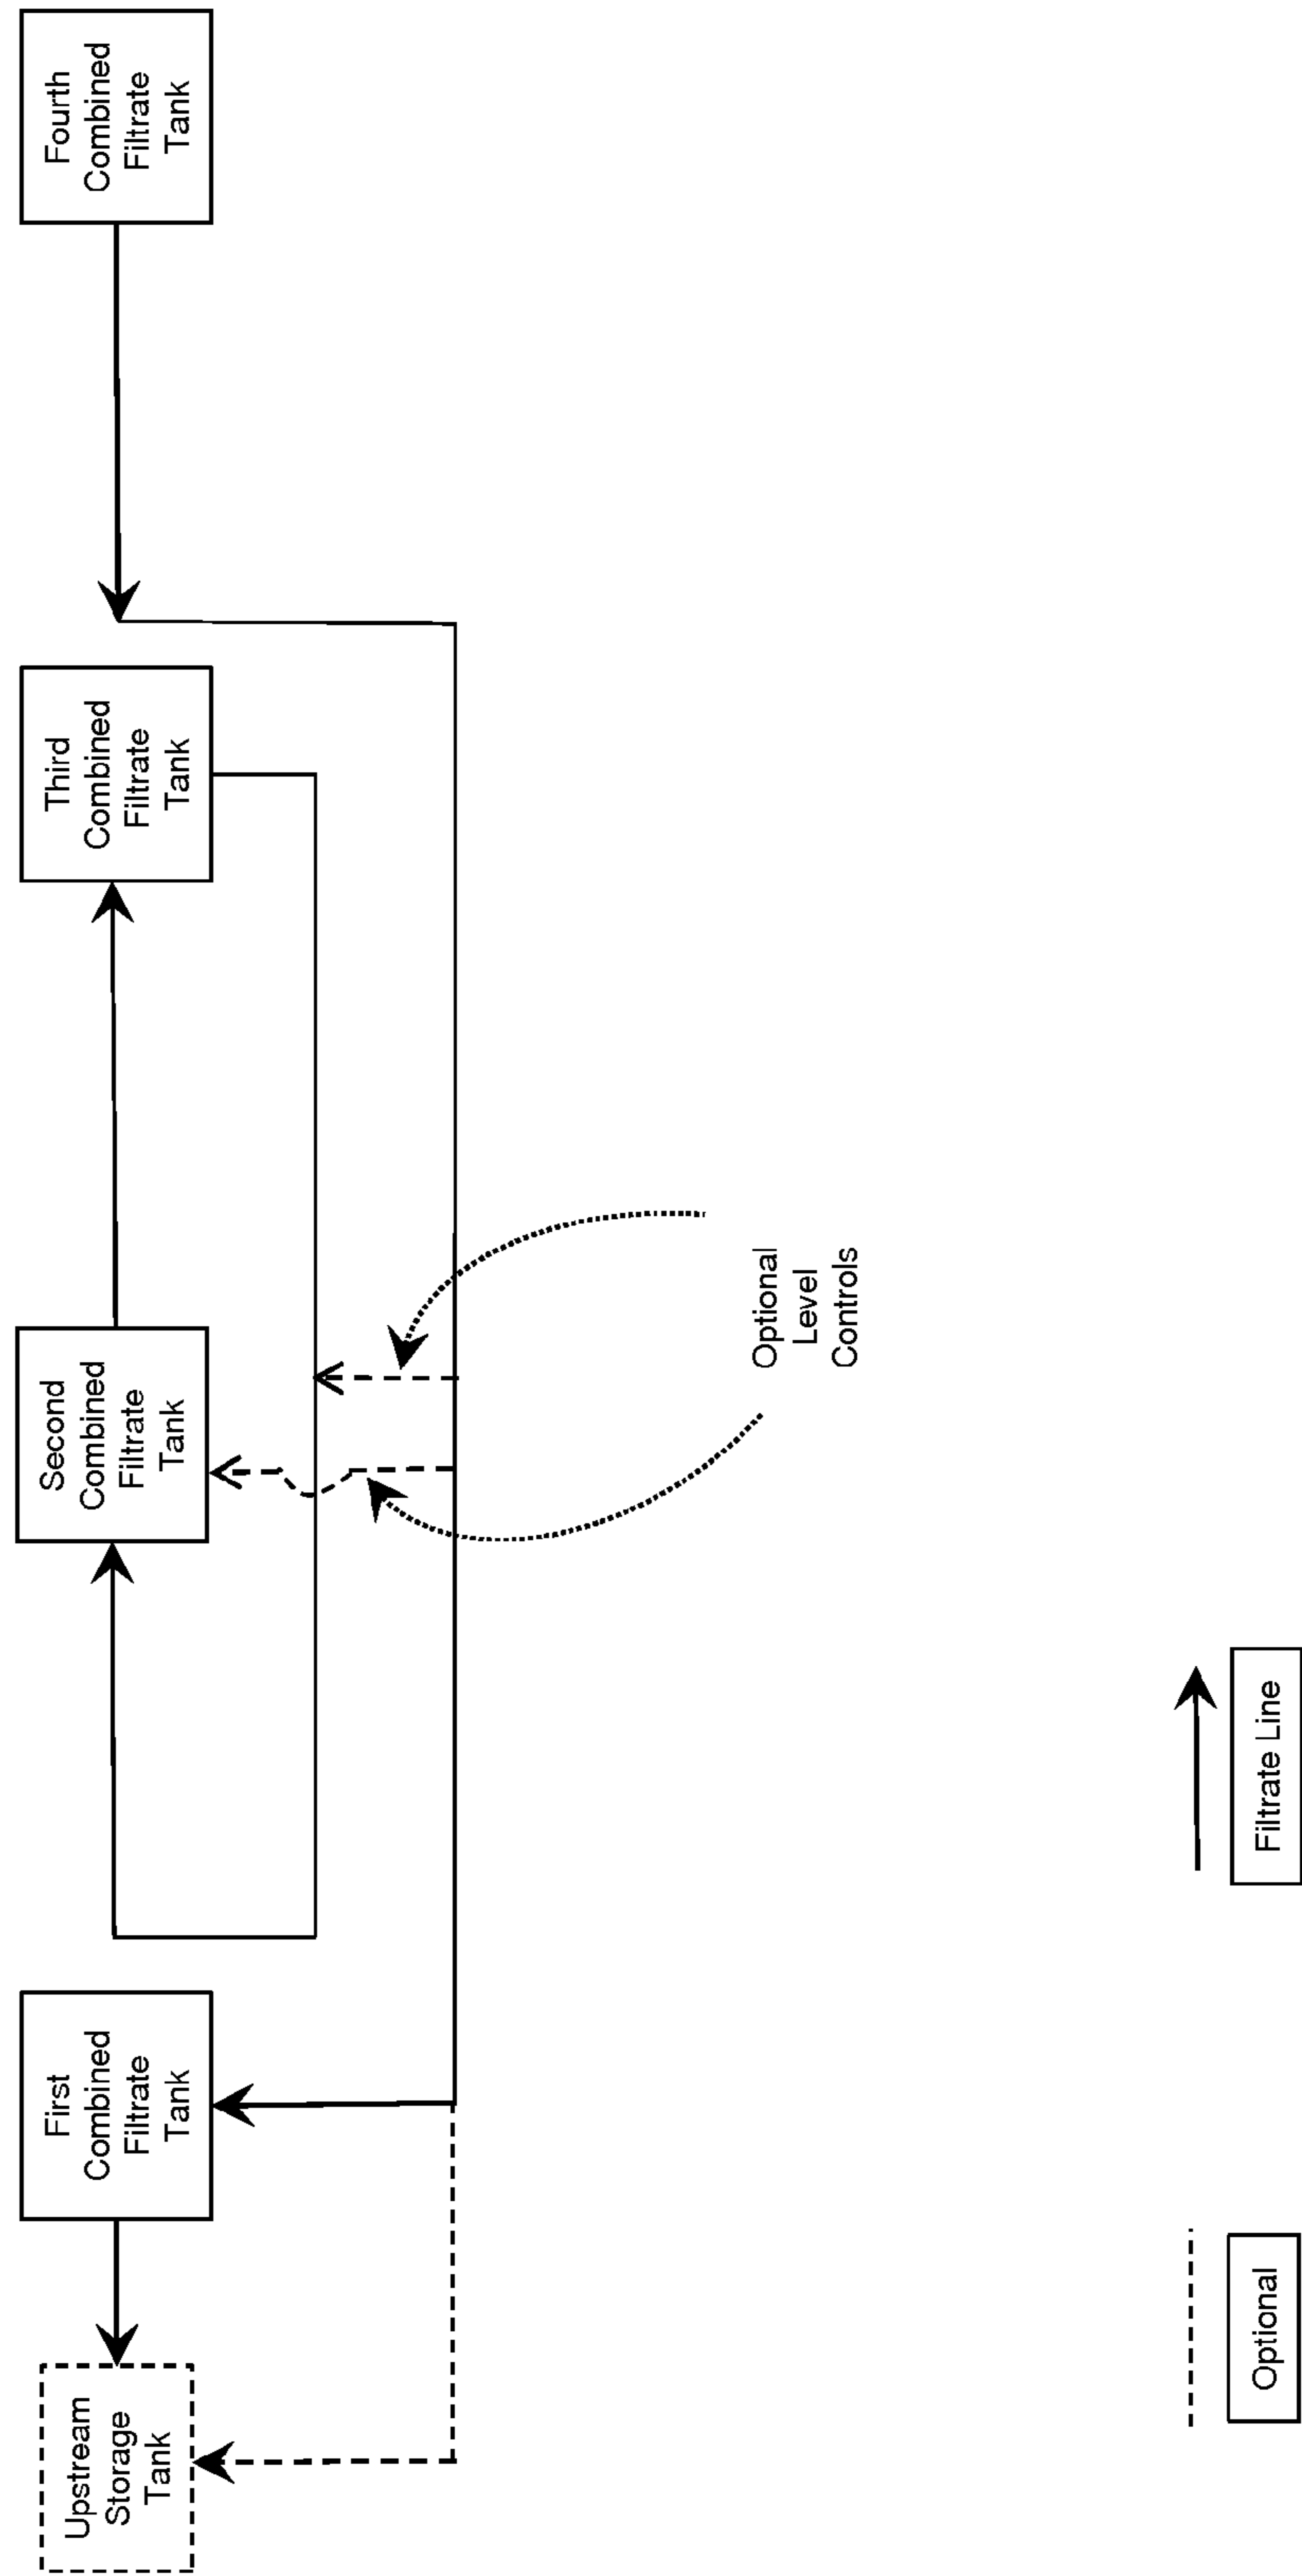 Upstream
Storage
Tank
First
Combined
Filtrate
Tank
Second
Combined
Filtrate
Tank
Third
Combined
Filtrate
Tank
Fourth
Combined
Filtrate
Tank
Optional
Level
Controls
Optional
Filtrate Line